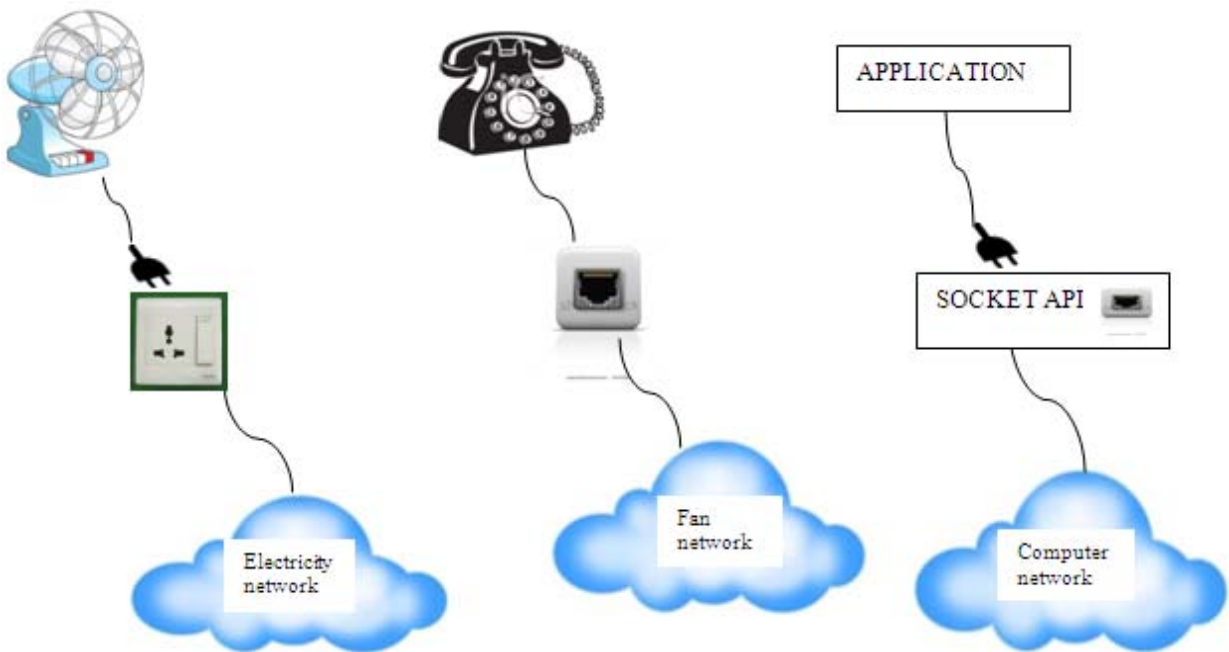 APPLICATION
SOCKET API
Electricity
network
Fan
network
Computer
network